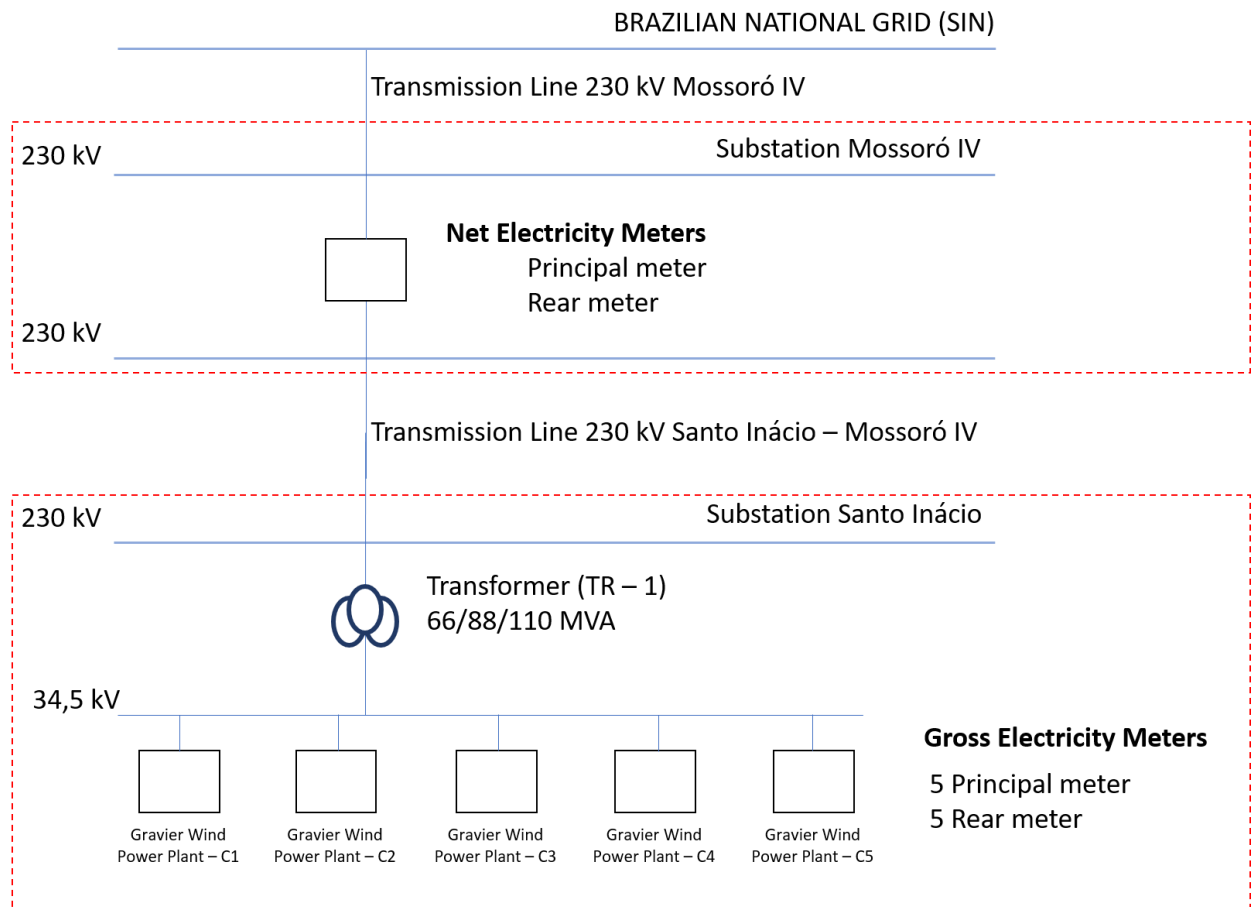 BRAZILIAN NATIONAL GRID (SIN)
Transmission Line 230 kV Mossoró IV
230 kV
Substation Mossoró IV
Net Electricity Meters
Principal meter
Rear meter
230 kV
Transmission Line 230 kV Santo Inácio – Mossoró IV
230 kV
Substation Santo Inácio
Transformer (TR – 1)
66/88/110 MVA
34,5 kV
Gross Electricity Meters
5 Principal meter
5 Rear meter
Gravier Wind
Power Plant – C1
Gravier Wind
Power Plant – C2
Gravier Wind
Power Plant – C3
Gravier Wind
Power Plant – C4
Gravier Wind
Power Plant – C5